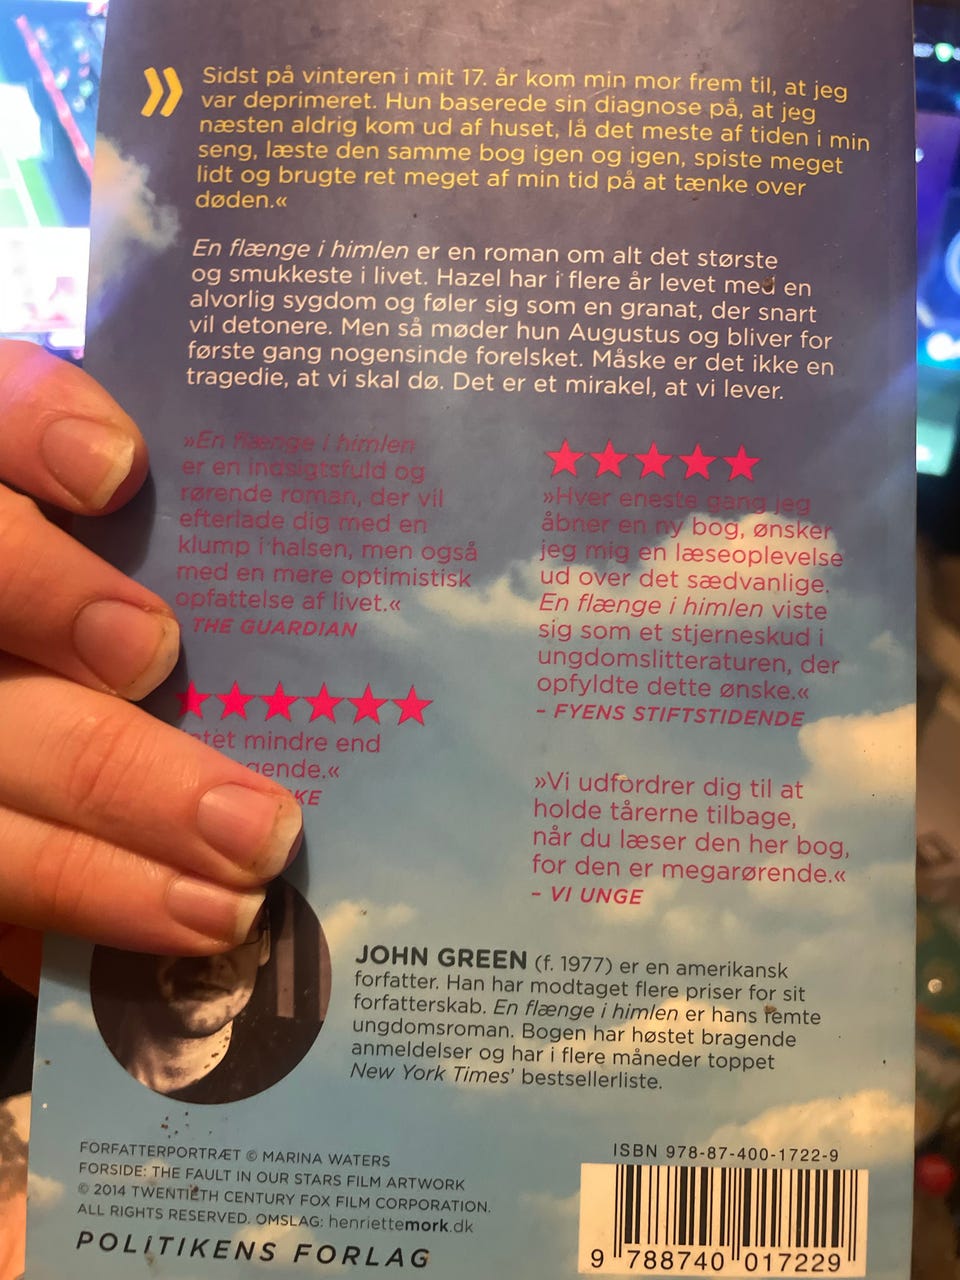 »
Sidst på vinteren i mit 17. år kom min mor frem til, at jeg
var deprimeret. Hun baserede sin diagnose på, at jeg
næsten aldrig kom ud af huset, lå det meste af tiden i min
seng, læste den samme bog igen og igen, spiste meget
lidt og brugte ret meget af min tid på at tænke over
døden.«
En flænge i himlen er en roman om alt det største
og smukkeste i livet. Hazel har i flere år levet med en
alvorlig sygdom og føler sig som en granat, der snart
vil detonere. Men så møder hun Augustus og bliver for
første gang nogensinde forelsket. Måske er det ikke en
tragedie, at vi skal dø. Det er et mirakel, at vi lever.
»En flænge i himlen
er en indsigtsfuld og
rørende roman, der vil
efterlade dig med en
klump i halsen, men også
med en mere optimistisk
opfattelse af livet.«
THE GUARDIAN
mindre end
»Hver eneste gang jeg
åbner en ny bog, ønsker
jeg mig en læseoplevelse
ud over det sædvanlige.
En flænge i himlen viste
sig som et stjerneskud i
ungdomslitteraturen, der
opfyldte dette ønske.«
– FYENS STIFTSTIDENDE
»Vi udfordrer dig til at
holde tårerne tilbage,
når du læser den her bog,
for den er megarørende.«
– VI UNGE
JOHN GREEN (f. 1977) er en amerikansk
forfatter. Han har modtaget flere priser for sit
forfatterskab. En flænge i himlen er hans femte
ungdomsroman. Bogen har høstet bragende
anmeldelser og har i flere måneder toppet
New York Times' bestsellerliste.
FORFATTERPORTRÆT © MARINA WATERS
FORSIDE: THE FAULT IN OUR STARS FILM ARTWORK
© 2014 TWENTIETH CENTURY FOX FILM CORPORATION.
ALL RIGHTS RESERVED. OMSLAG: henriettemork.dk
POLITIKENS FORLAG
ISBN 978-87-400-1722-9
9 788740 017229